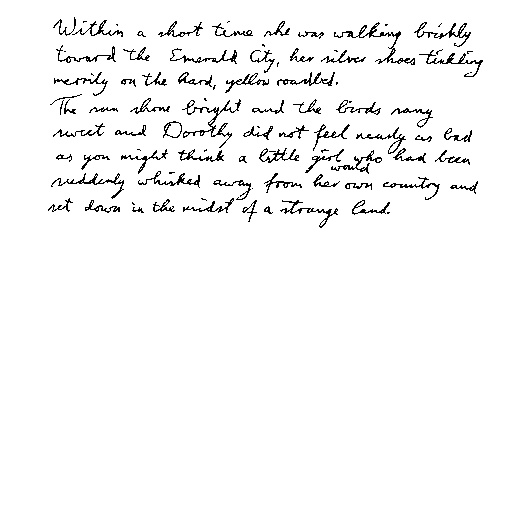 Within a short time she was walking briskly
toward the Emerald City, her silver shoes tinkling
merrily on the hard, yellow roadbed.
The sun shone bright and the birds sang
sweet and Dorothy did not feel nearly as bad
as you might think a little girl who had been
would
suddenly whisked away from her own country and
set down in the midst of a strange land.